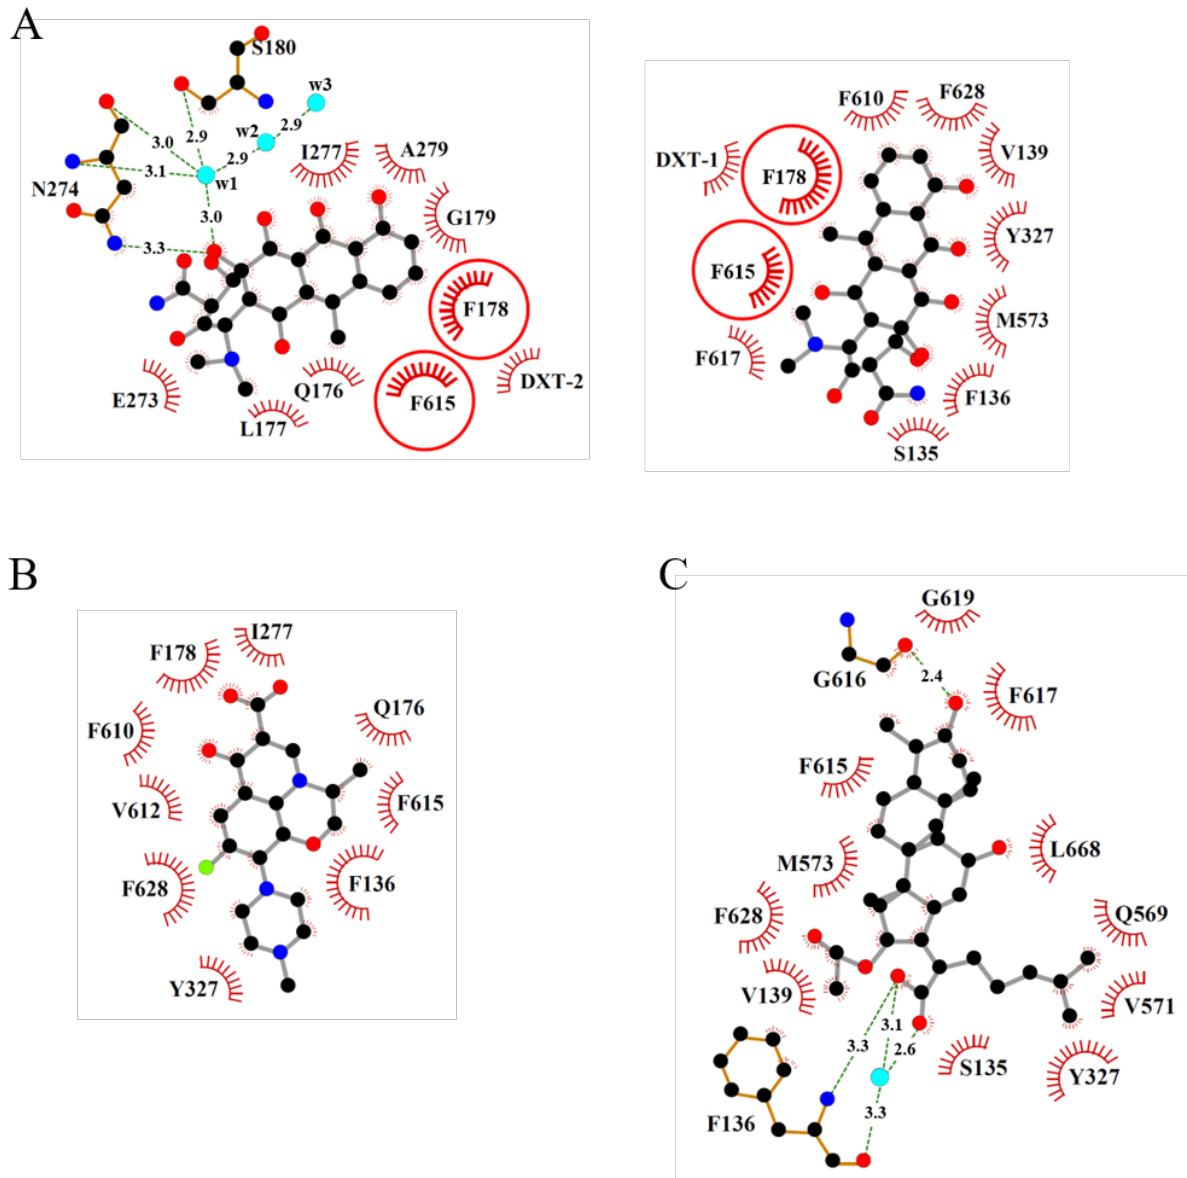 A
S180
w3
2.9
w2
3.0
2.9
2.9
I277
A279
3.1
w1
N274
3.0
G179
3.3
F178
Q176
DXT-2
E273
F615
L177
F610
F628
DXT-1
V139
F178
Y327
F615
M573
F617
F136
S135
B
I277
F178
Q176
F610
F615
V612
F136
F628
Y327
C
G619
G616
2.4
F617
F615
L668
M573
Q569
F628
V139
V571
3.1
3.3
2.6
S135
Y327
3.3
F136